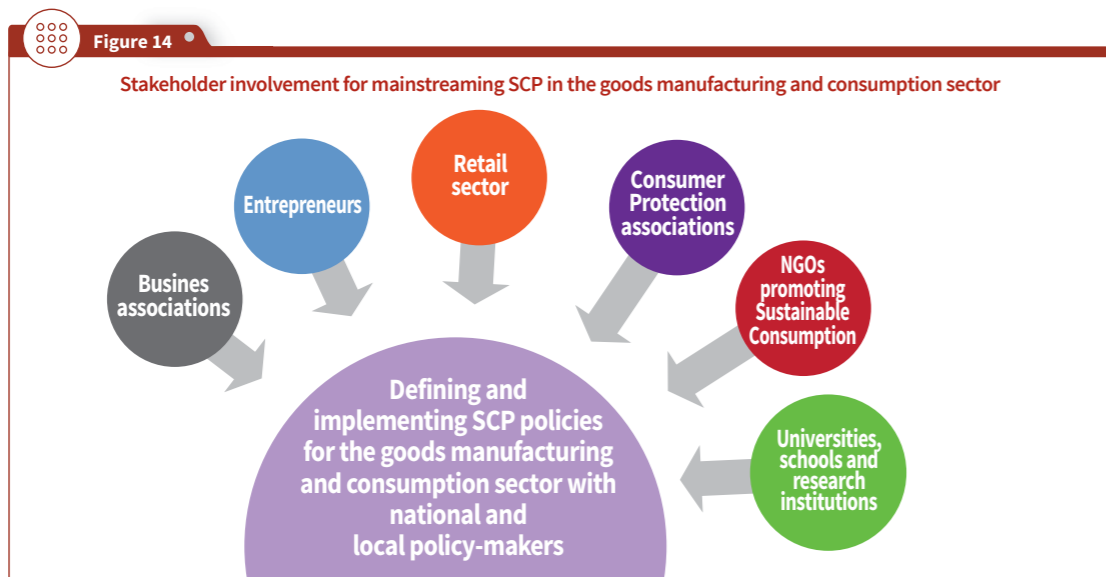 Figure 14
Stakeholder involvement for mainstreaming SCP in the goods manufacturing and consumption sector
Busines
associations
Entrepreneurs
Retail
sector
Consumer
Protection
associations
NGOs
promoting
Sustainable
Consumption
Universities,
schools and
research
institutions
Defining and
implementing SCP policies
for the goods manufacturing
and consumption sector with
national and
local policy-makers